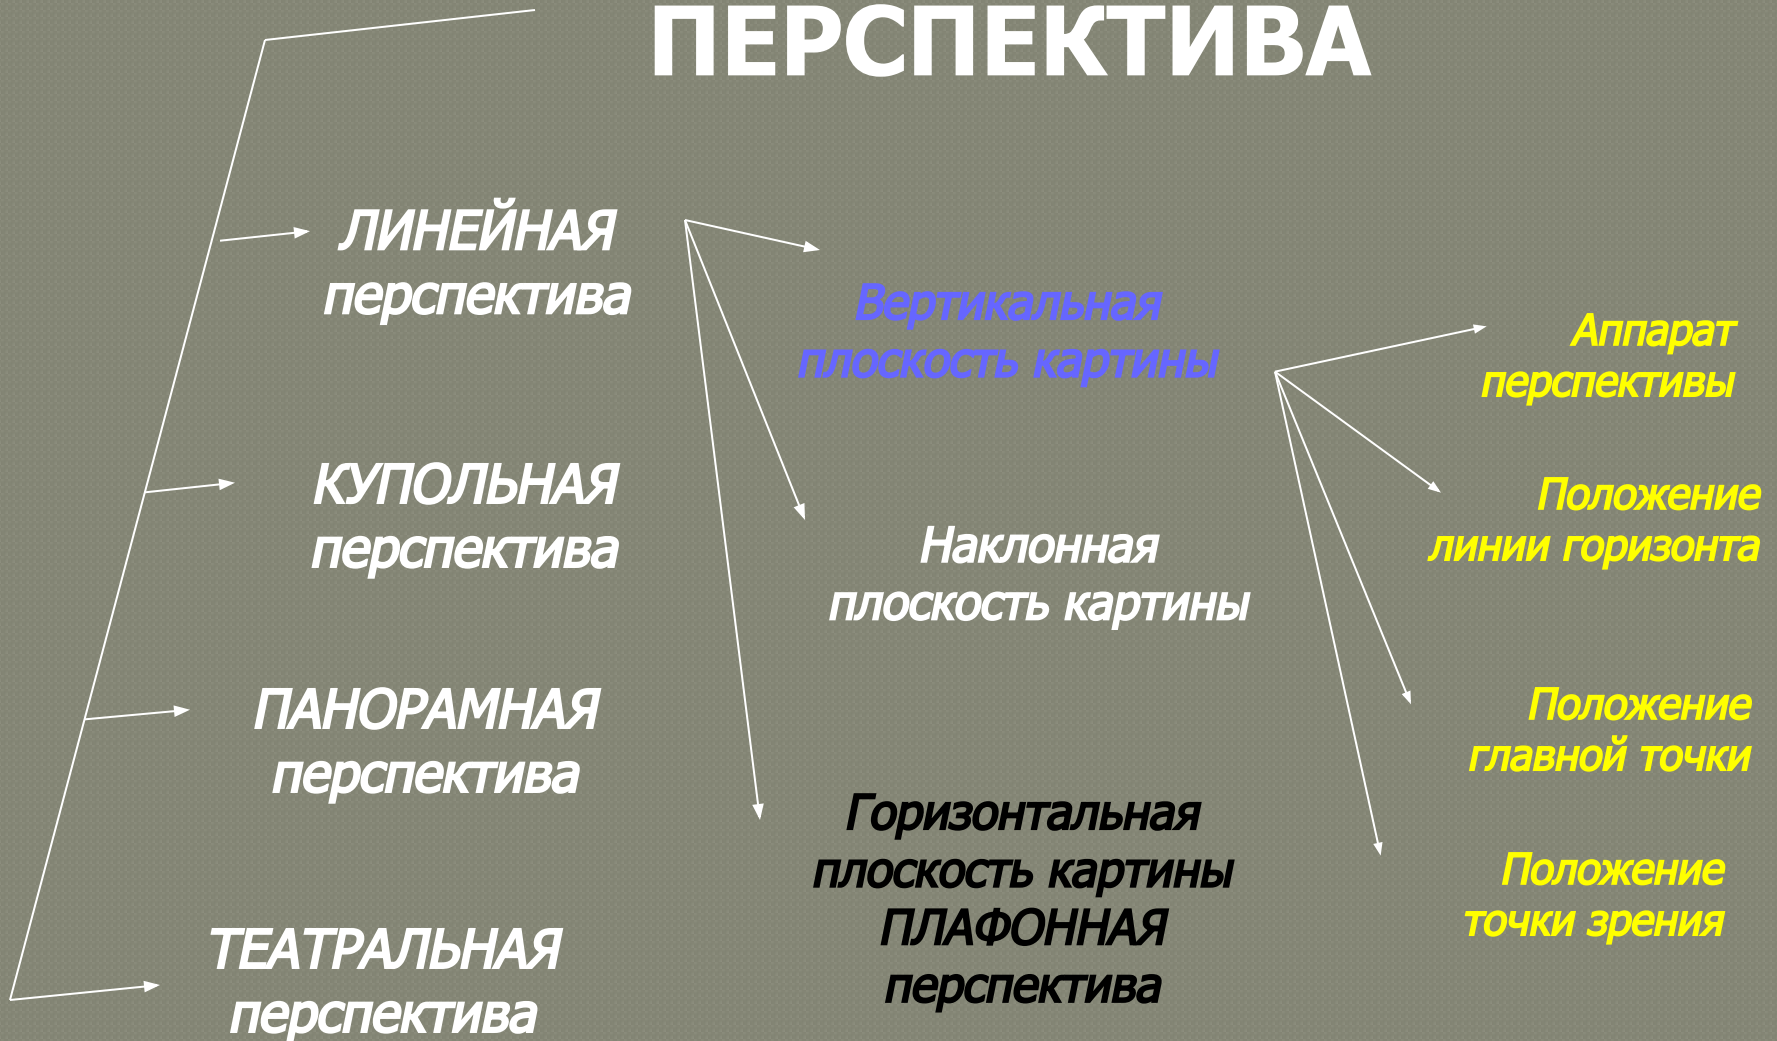 ПЕРСПЕКТИВА
ЛИНЕЙНАЯ
перспектива
КУПОЛЬНАЯ
перспектива
ПАНОРАМНАЯ
перспектива
ТЕАТРАЛЬНАЯ
перспектива
Вертикальная
плоскость картины
Наклонная
плоскость картины
Горизонтальная
плоскость картины
ПЛАФОННАЯ
перспектива
Аппарат
перспективы
Положение
линии горизонта
Положение
главной точки
Положение
точки зрения